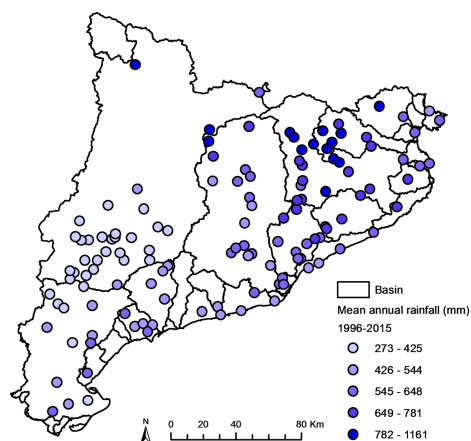 Basin
Mean annual rainfall (mm)
1996-2015
273 - 425
426 - 544
545 - 648
649 - 781
782 - 1161
N
0 20 40 80 Km